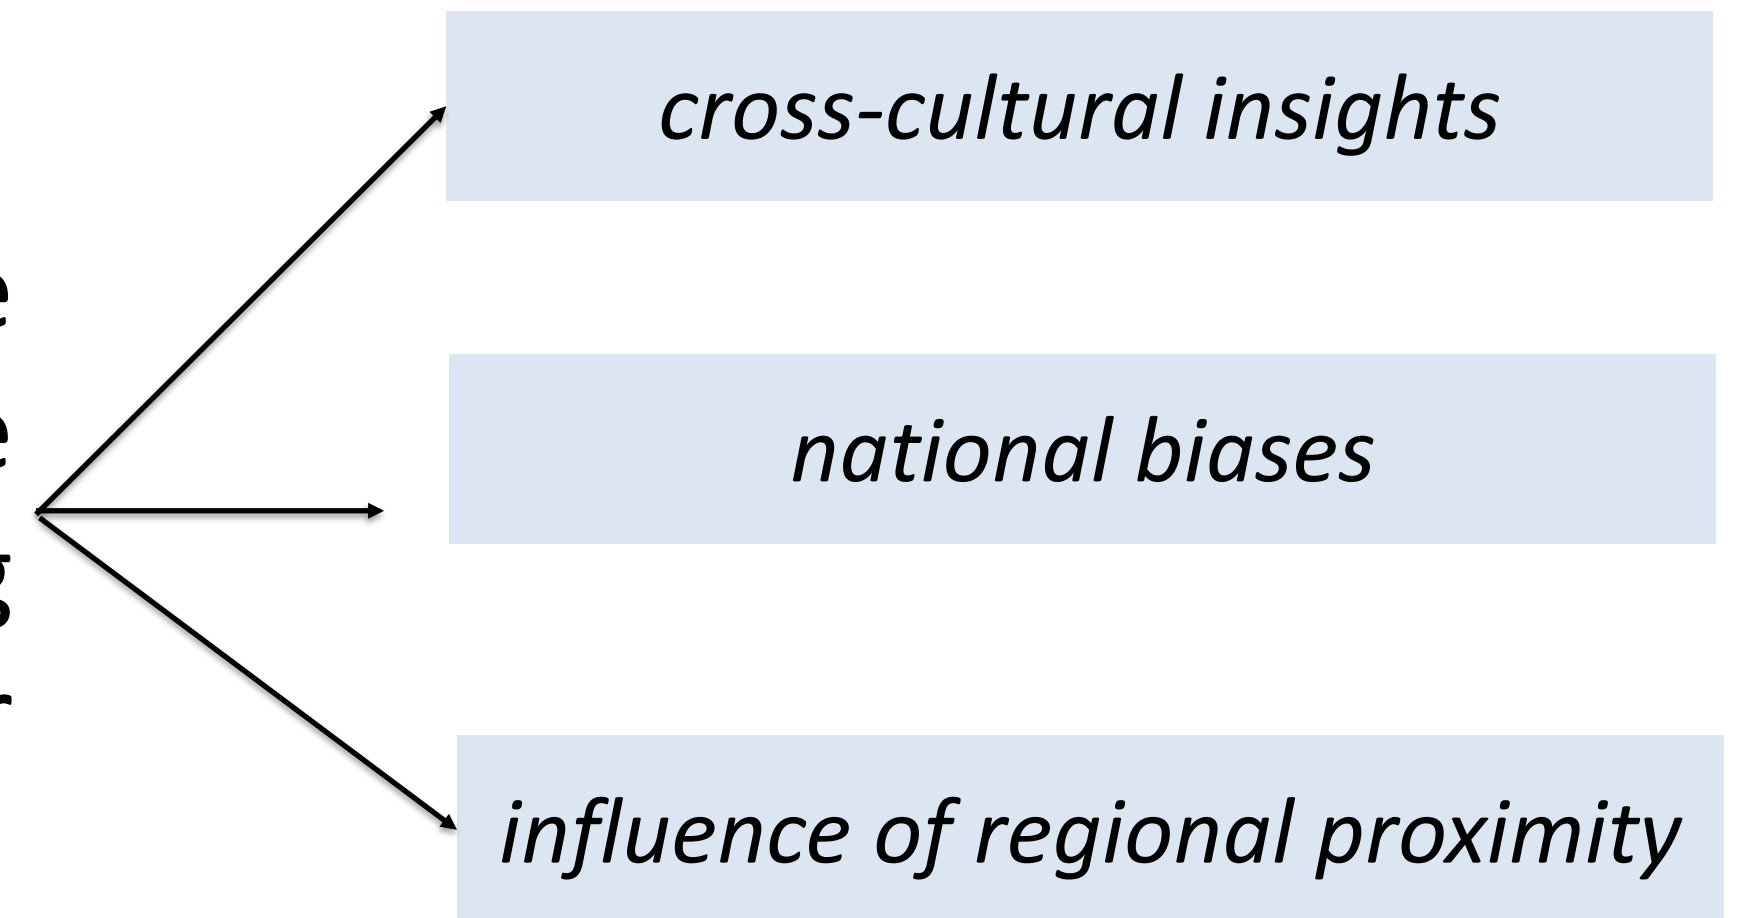 cross-cultural insights
national biases
influence of regional proximity